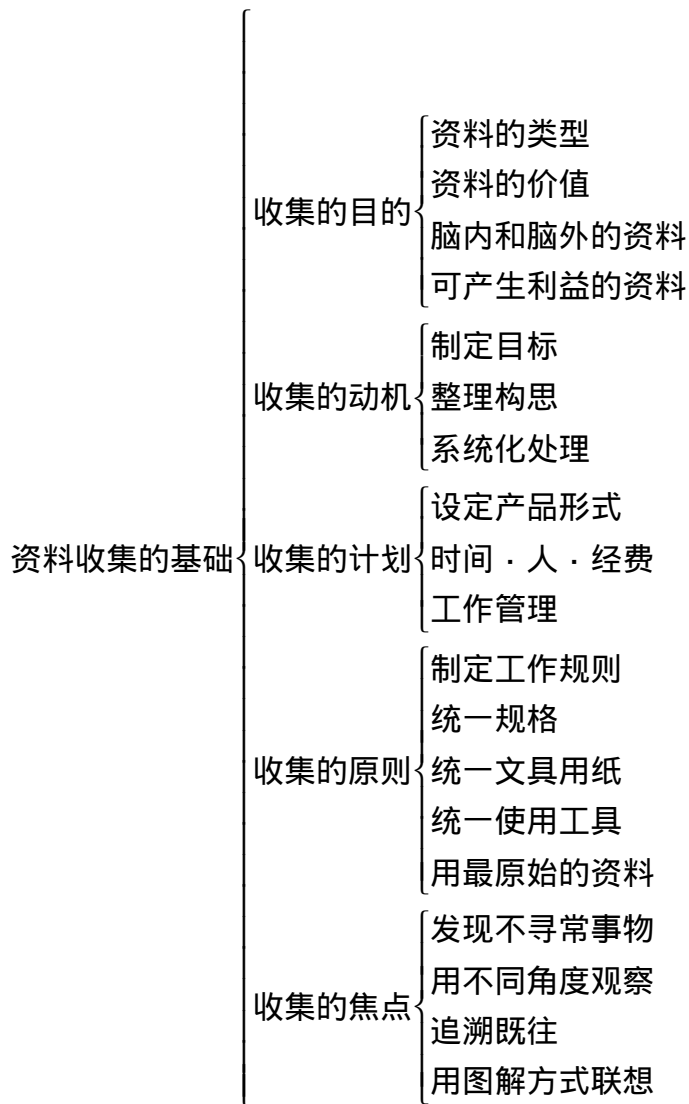 资料的类型
资料的价值
收集的目的
脑内和脑外的资料
可产生利益的资料
制定目标
收集的动机
整理构思
系统化处理
设定产品形式
资料收集的基础
收集的计划
时间·人·经费
工作管理
制定工作规则
统一规格
收集的原则
统一文具用纸
统一使用工具
用最原始的资料
发现不寻常事物
用不同角度观察
收集的焦点
追溯既往
用图解方式联想